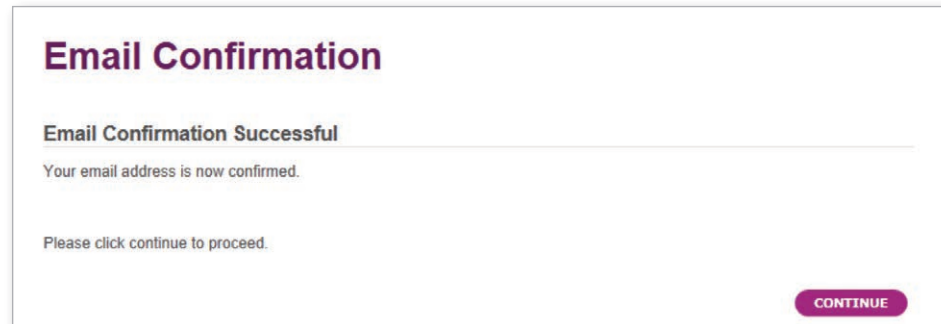 Email Confirmation
Email Confirmation Successful
Your email address is now confirmed.
Please click continue to proceed.
CONTINUE